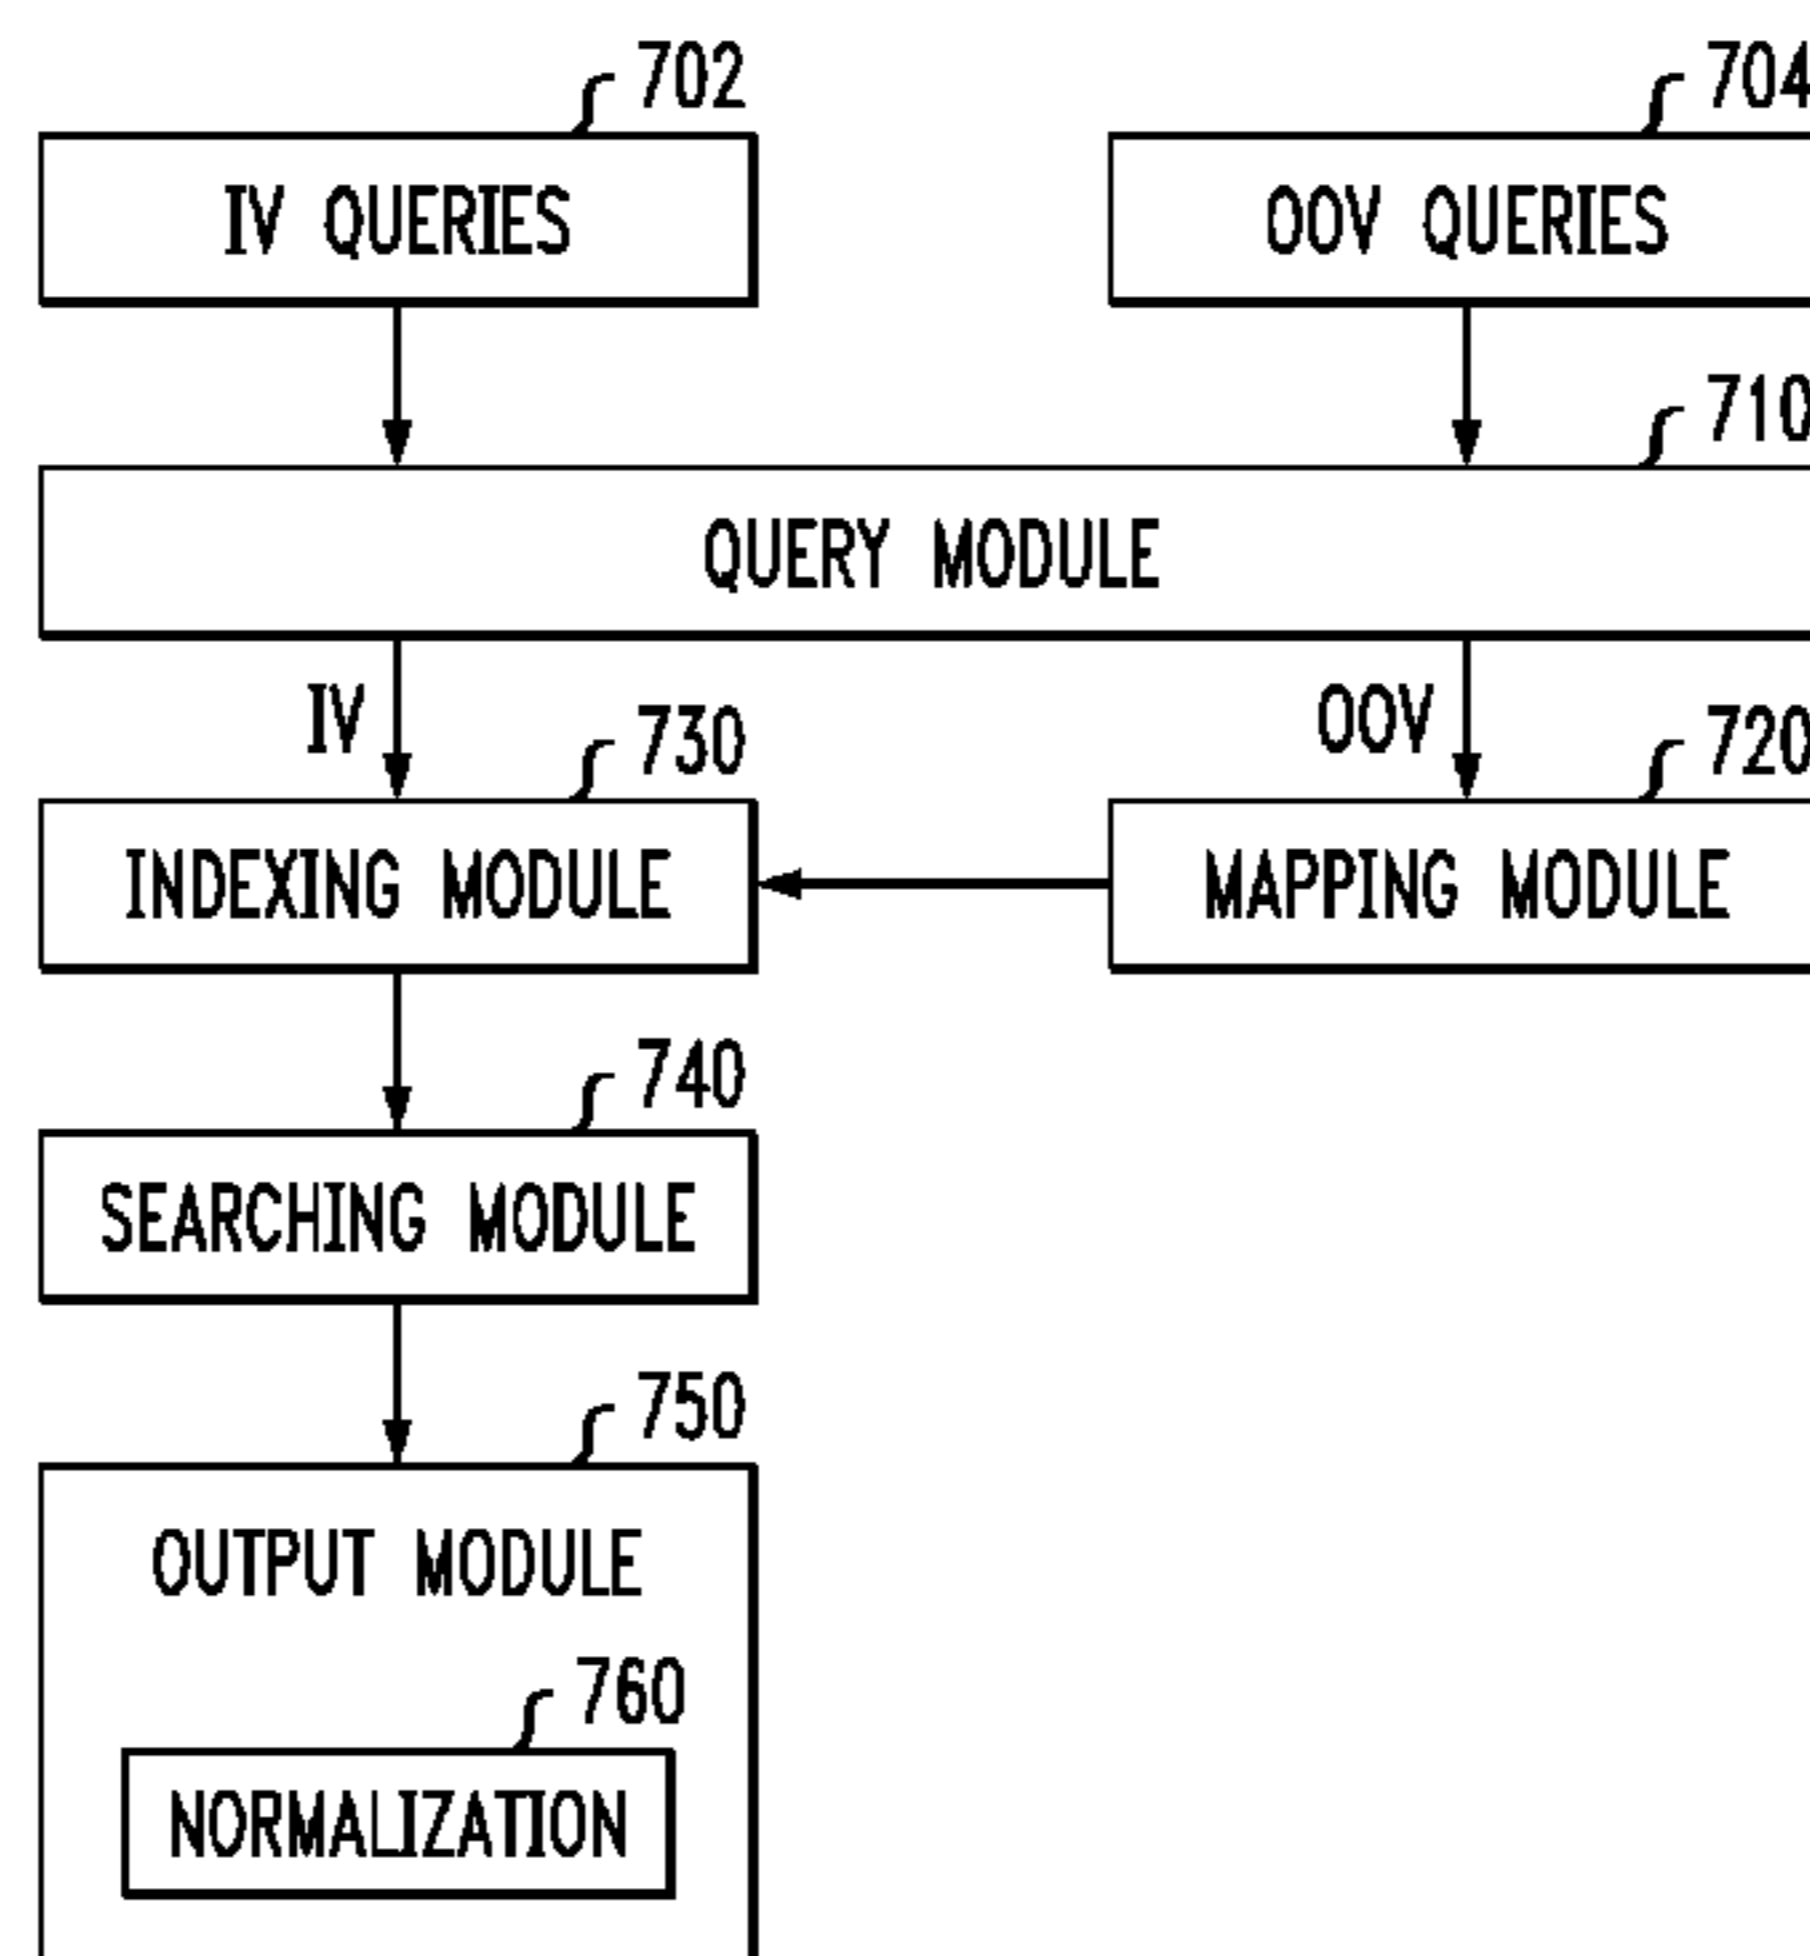 702
704
IV QUERIES
OOV QUERIES
710
QUERY MODULE
IV
730
OOV
720
INDEXING MODULE
MAPPING MODULE
740
SEARCHING MODULE
750
OUTPUT MODULE
760
NORMALIZATION